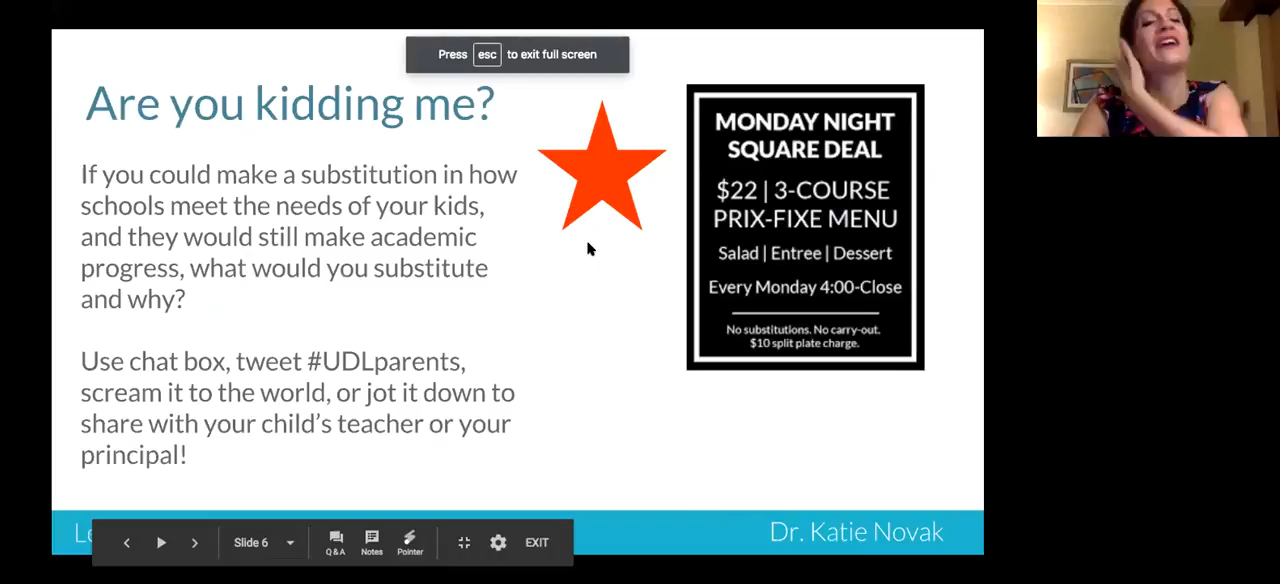 Press esc to exit full screen
Are you kidding me?
If you could make a substitution in how
schools meet the needs of your kids,
and they would still make academic
progress, what would you substitute
and why?
Use chat box, tweet #UDLparents,
scream it to the world, or jot it down to
share with your child’s teacher or your
principal!
MONDAY NIGHT
SQUARE DEAL
$22 | 3-COURSE
PRIX-FIXE MENU
Salad | Entree | Dessert
Every Monday 4:00-Close
No substitutions. No carry-out.
$10 split plate charge.
Dr. Katie Novak
Slide 6
Q&A
Notes
Pointer
EXIT